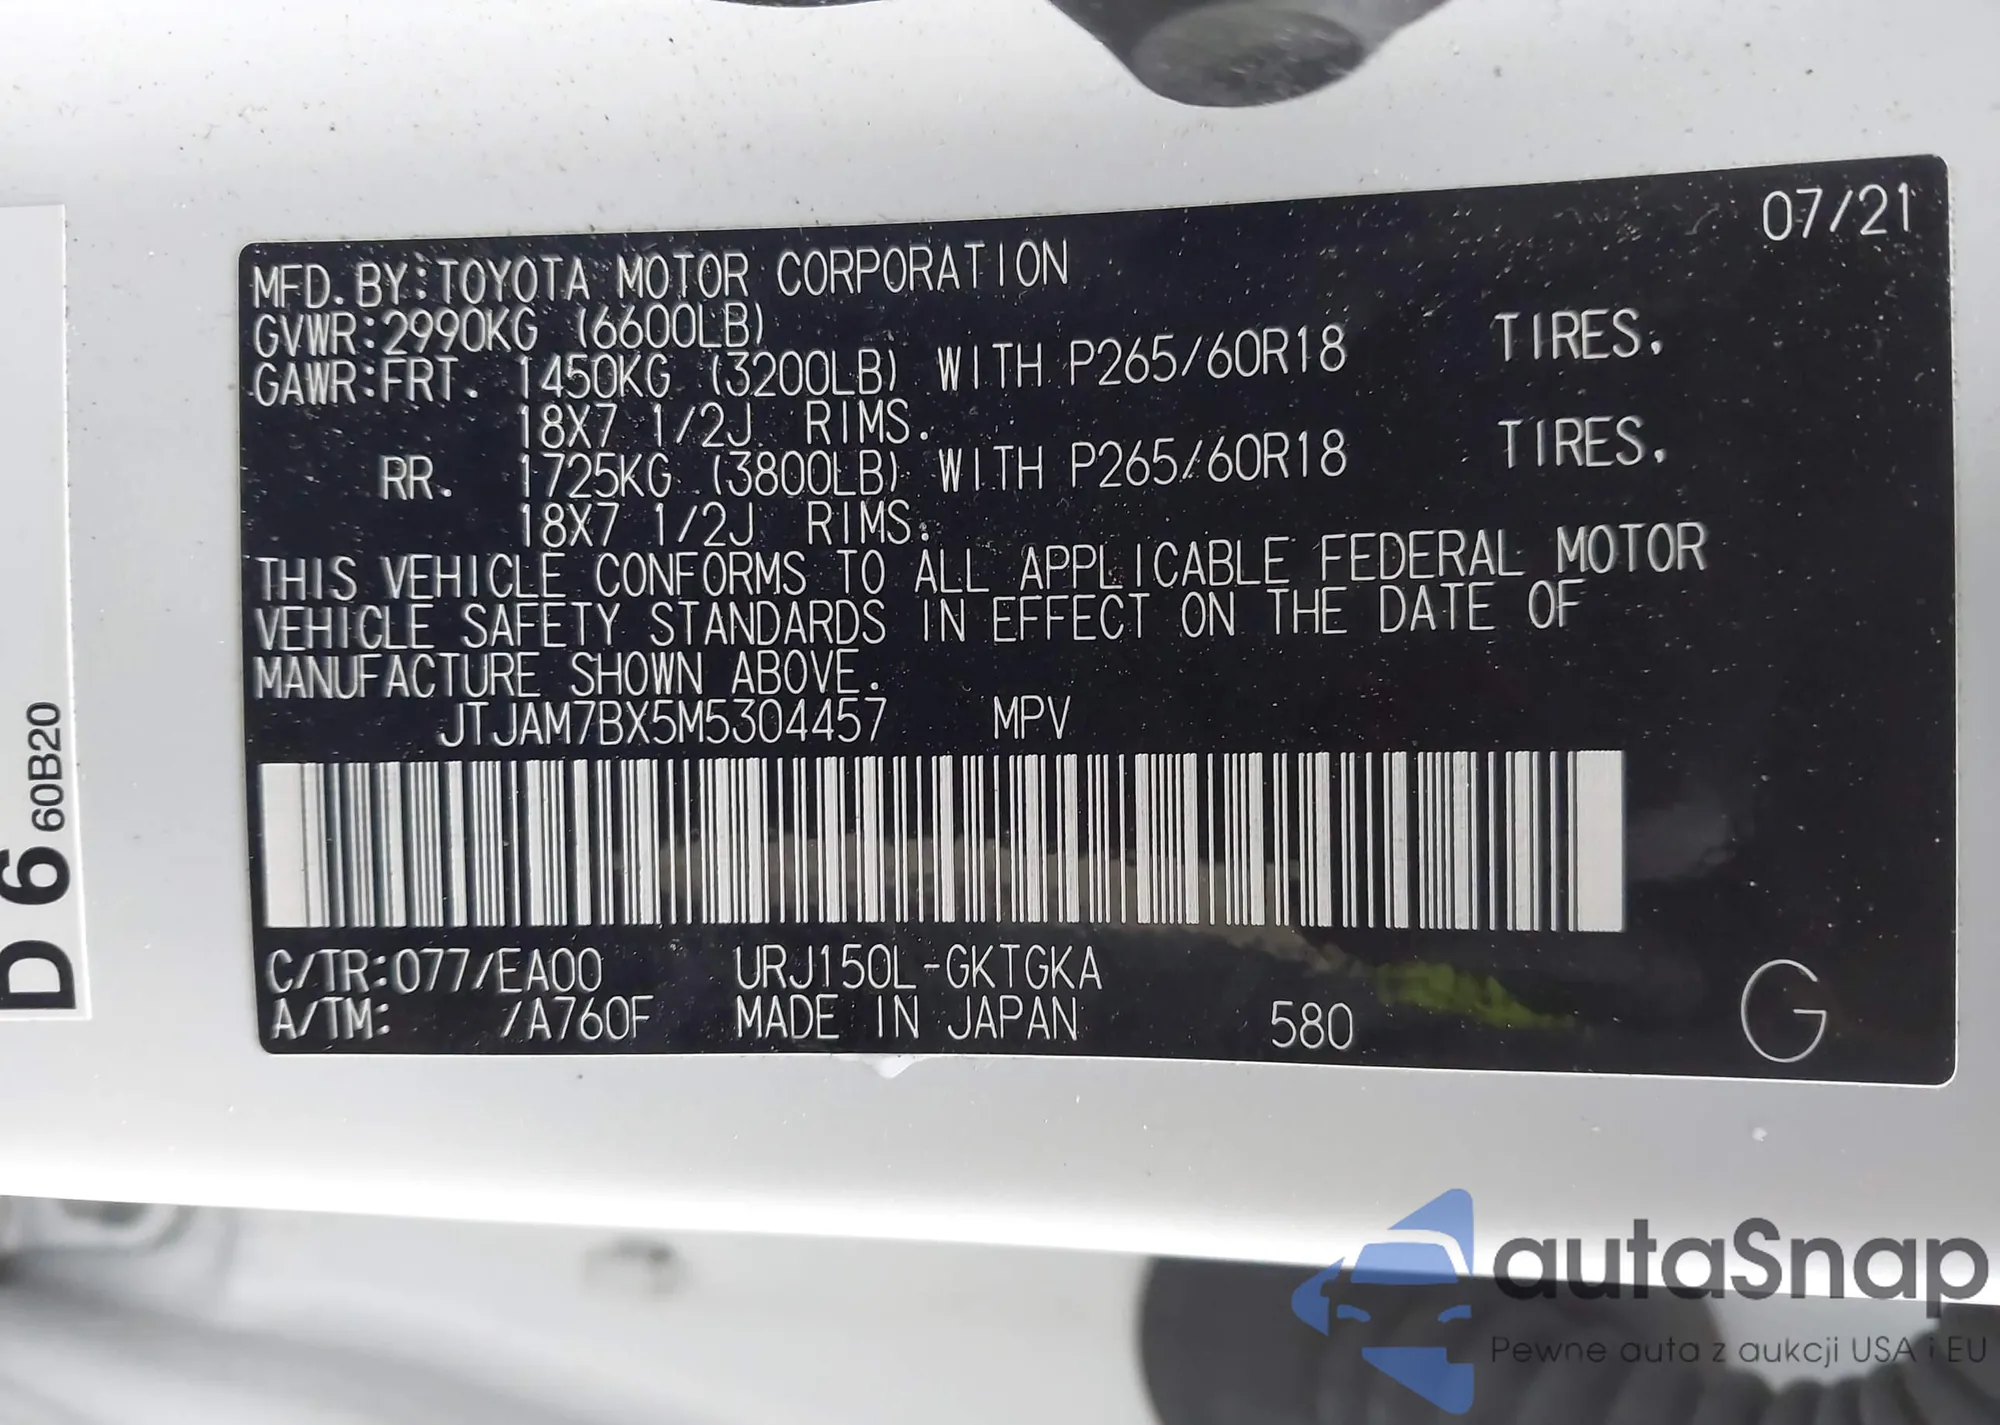 07/21
MFD. BY:TOYOTA MOTOR CORPORATION
GVWR:2990KG (6600LB)
GAWR:FRT. 1450KG (3200LB) WITH P265/60R18 TIRES.
18X7 1/2J RIMS.
RR. 1725KG (3800LB) WITH P265/60R18 TIRES.
18X7 1/2J RIMS.
THIS VEHICLE CONFORMS TO ALL APPLICABLE FEDERAL MOTOR
VEHICLE SAFETY STANDARDS IN EFFECT ON THE DATE OF
MANUFACTURE SHOWN ABOVE.
JTJAM7BX5M5304457 MPV
C/TR:077/EA00 URJ150L-GKTGKA
A/TM: /A760F MADE IN JAPAN 580 G
D 6 60B20
autaSnap
Pewne auta z aukcji USA i EU